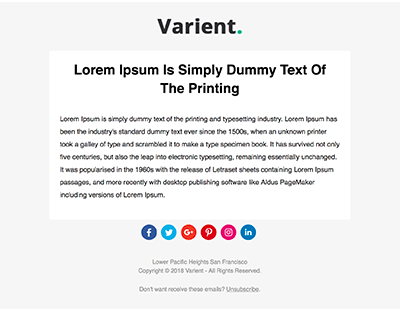 Varient.
Lorem Ipsum Is Simply Dummy Text Of
The Printing
Lorem Ipsum is simply dummy text of the printing and typesetting industry. Lorem Ipsum has
been the industry's standard dummy text ever since the 1500s, when an unknown printer
took a galley of type and scrambled it to make a type specimen book. It has survived not only
five centuries, but also the leap into electronic typesetting, remaining essentially unchanged.
It was popularised in the 1960s with the release of Letraset sheets containing Lorem Ipsum
passages, and more recently with desktop publishing software like Aldus PageMaker
including versions of Lorem Ipsum.
Lower Pacific Heights San Francisco
Copyright © 2018 Varient - All Rights Reserved.
Don't want receive these emails? Unsubscribe.